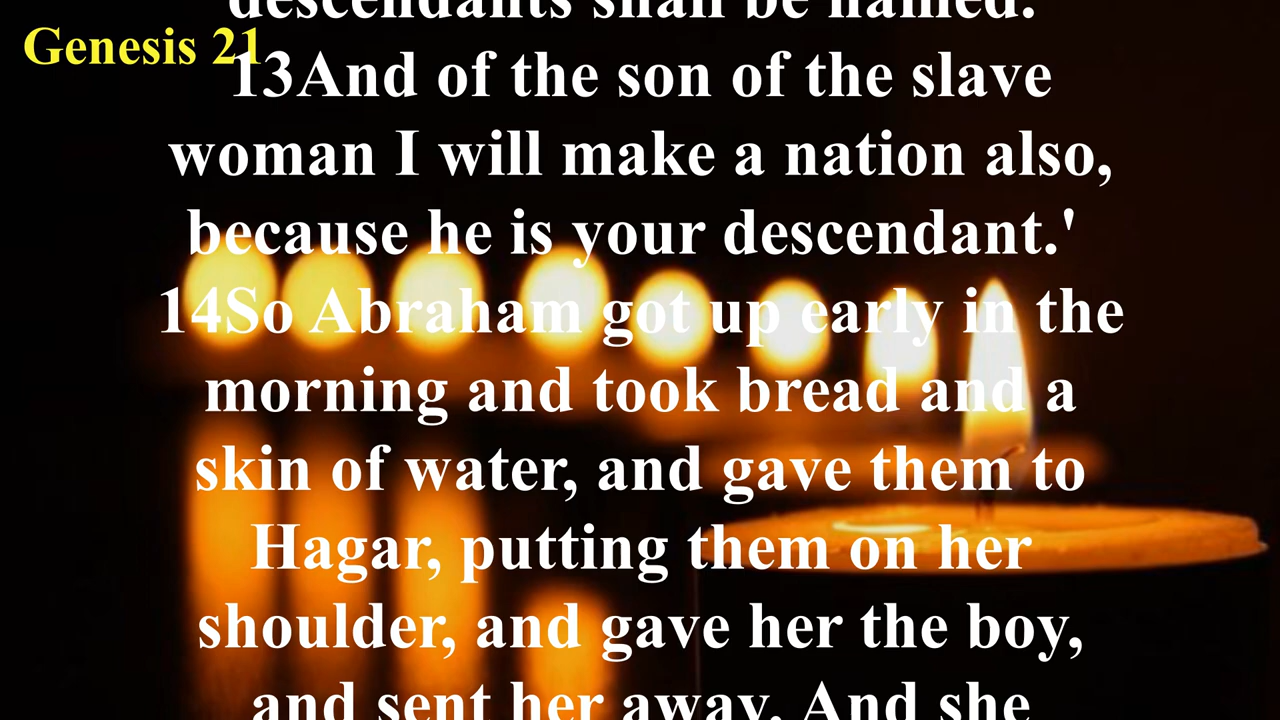 descendants shall be named.
Genesis 21
13And of the son of the slave
woman I will make a nation also,
because he is your descendant.'
14So Abraham got up early in the
morning and took bread and a
skin of water, and gave them to
Hagar, putting them on her
shoulder, and gave her the boy,
and sent her away. And she